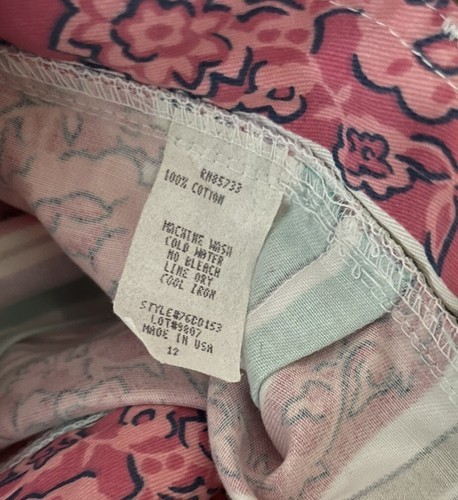 RN85733
100% COTTON
MACHINE WASH
COLD WATER
NO BLEACH
LINE DRY
COOL IRON
STYLE#76DD153
LOT#9807
MADE IN USA
12